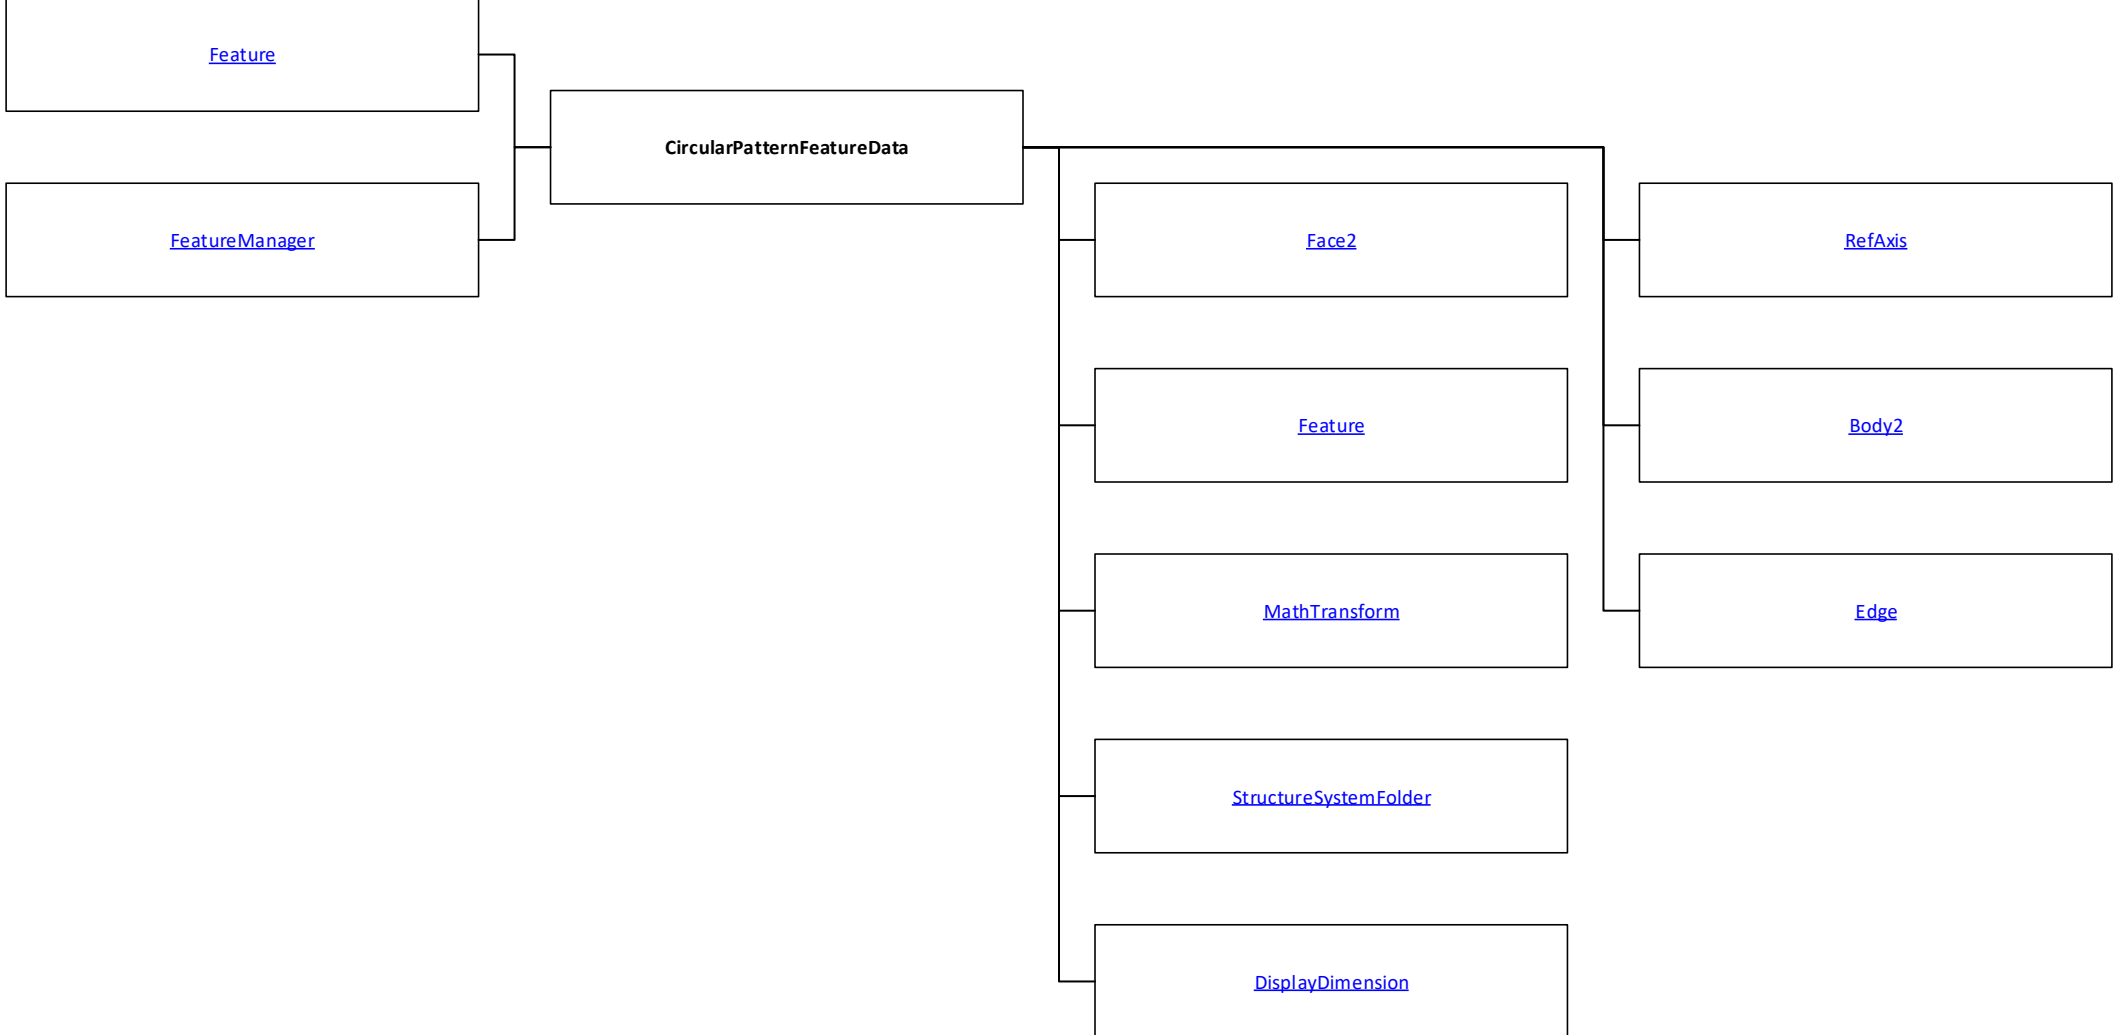 Feature
CircularPatternFeatureData
FeatureManager
Face2
RefAxis
Feature
Body2
MathTransform
Edge
StructureSystemFolder
DisplayDimension